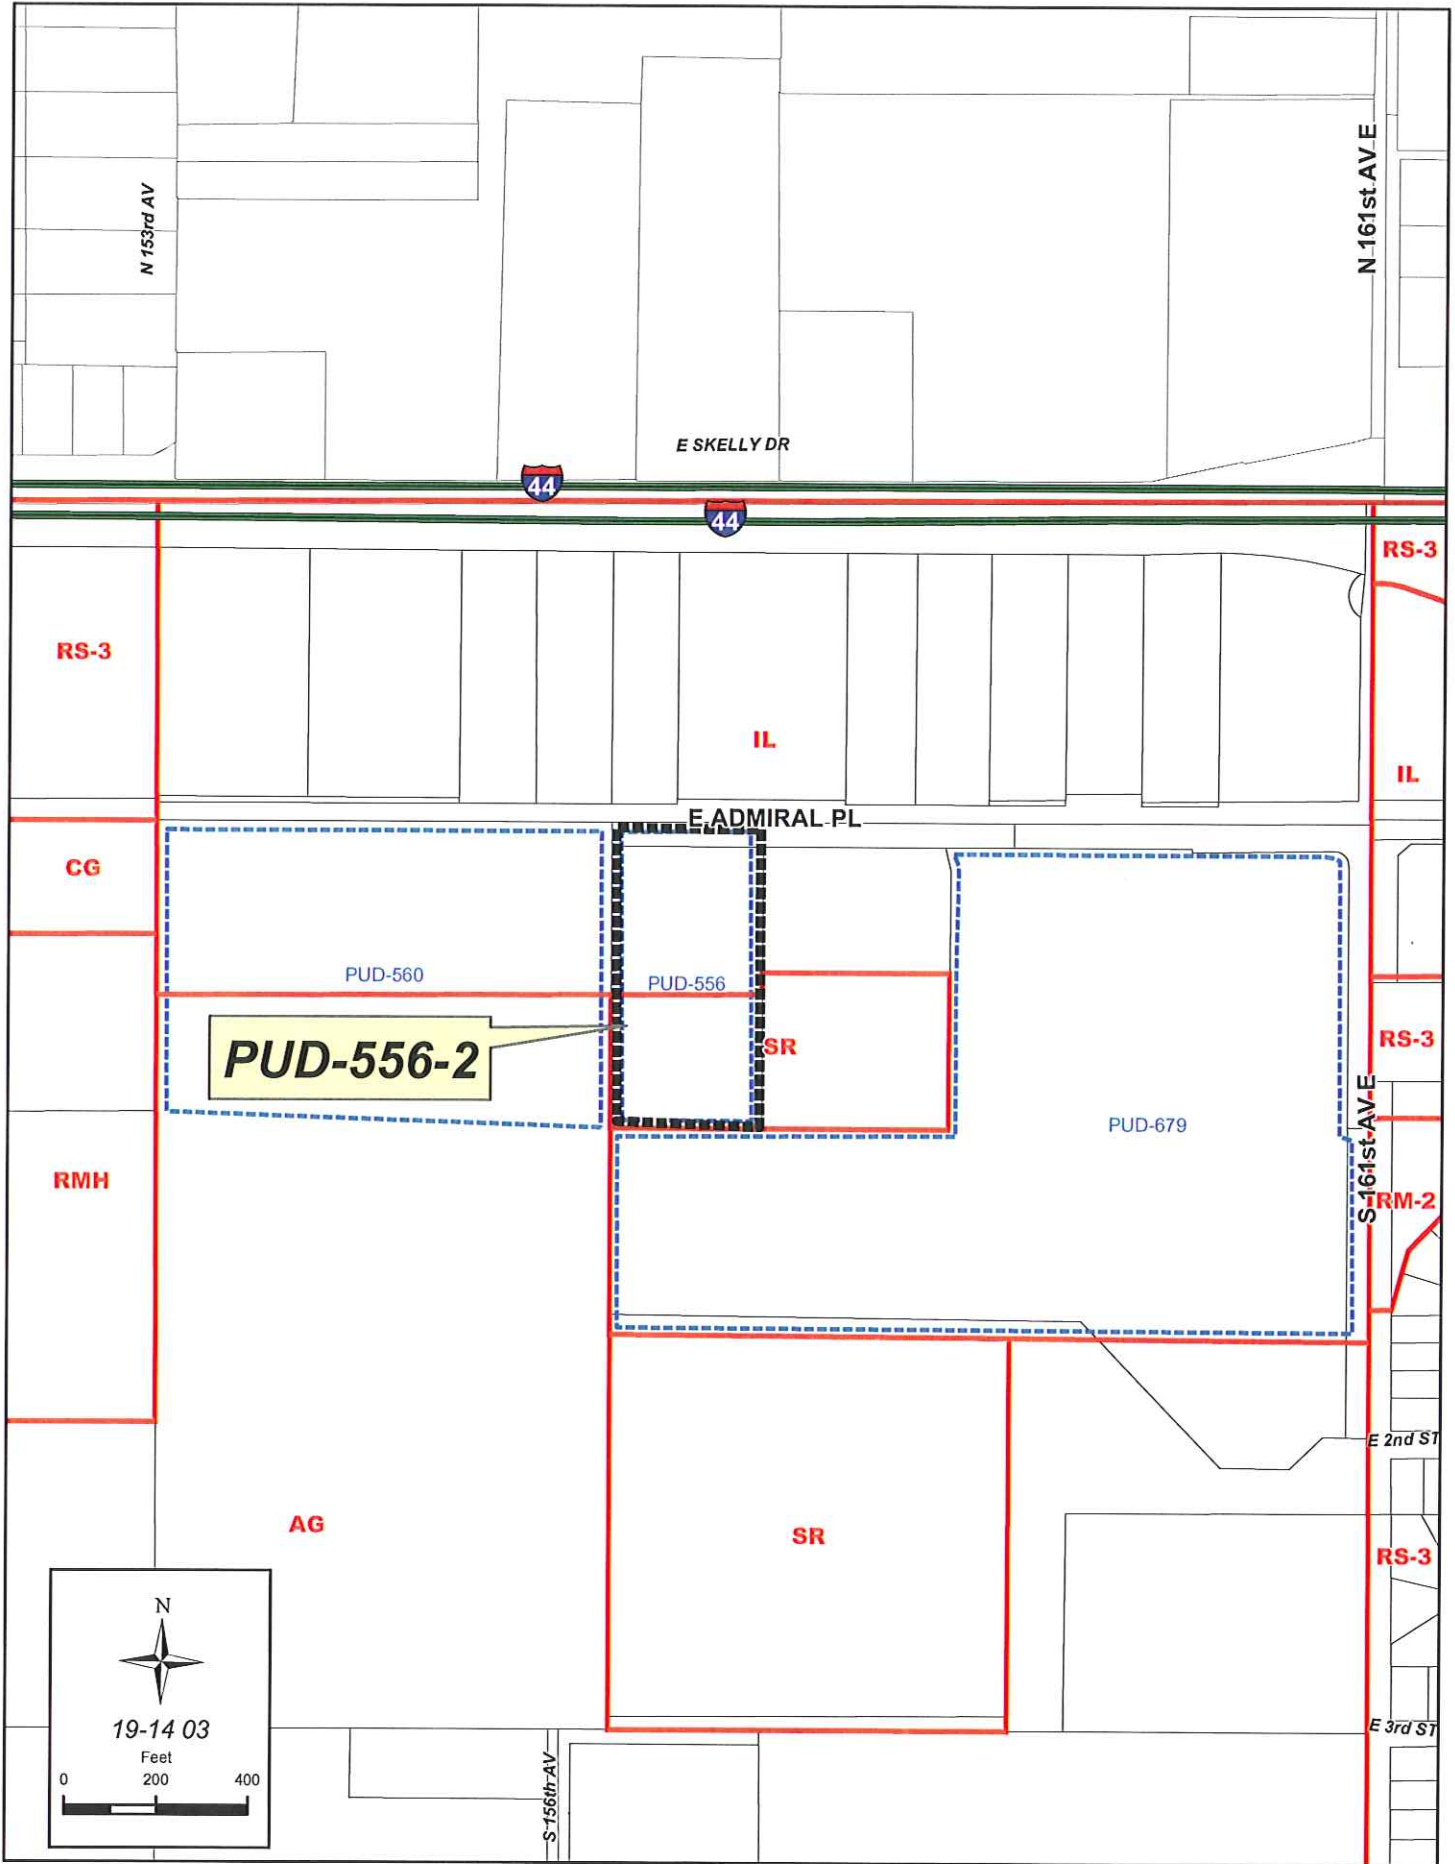 N 153rd AV
N 161st AV E
E SKELLY DR
44
44
RS-3
RS-3
IL
IL
E ADMIRAL PL
CG
PUD-560
PUD-556
PUD-556-2
SR
RS-3
PUD-679
RMH
S 161st AV E
RM-2
E 2nd ST
AG
SR
RS-3
N
19-14 03
Feet
0 200 400
S 156th AV
E 3rd ST